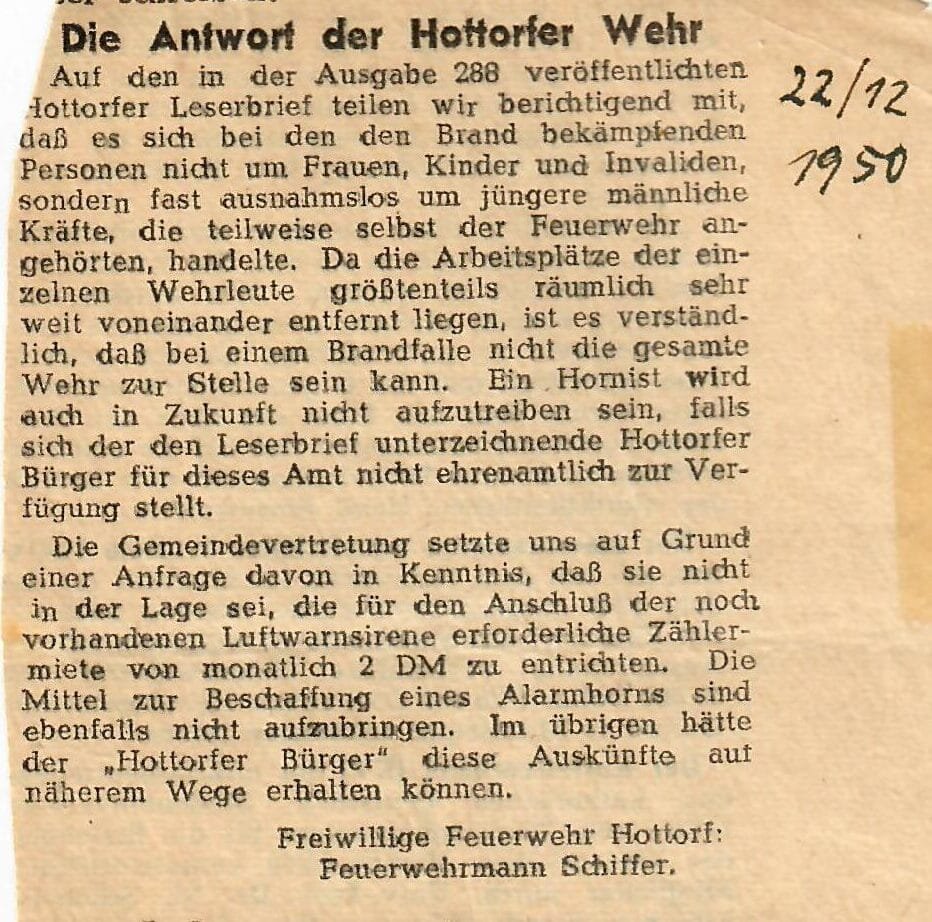 Die Antwort der Hottorfer Wehr
Auf den in der Ausgabe 288 veröffentlichten
Hottorfer Leserbrief teilen wir berichtigend mit,
daß es sich bei den den Brand bekämpfenden
Personen nicht um Frauen, Kinder und Invaliden,
sondern fast ausnahmslos um jüngere männliche
Kräfte, die teilweise selbst der Feuerwehr an-
gehörten, handelte. Da die Arbeitsplätze der ein-
zelnen Wehrleute größtenteils räumlich sehr
weit voneinander entfernt liegen, ist es verständ-
lich, daß bei einem Brandfalle nicht die gesamte
Wehr zur Stelle sein kann. Ein Hornist wird
auch in Zukunft nicht aufzutreiben sein, falls
sich der den Leserbrief unterzeichnende Hottorfer
Bürger für dieses Amt nicht ehrenamtlich zur Ver-
fügung stellt.
Die Gemeindevertretung setzte uns auf Grund
einer Anfrage davon in Kenntnis, daß sie nicht
in der Lage sei, die für den Anschluß der noch
vorhandenen Luftwarnsirene erforderliche Zähler-
miete von monatlich 2 DM zu entrichten. Die
Mittel zur Beschaffung eines Alarmhorns sind
ebenfalls nicht aufzubringen. Im übrigen hätte
der „Hottorfer Bürger" diese Auskünfte auf
näherem Wege erhalten können.
Freiwillige Feuerwehr Hottorf:
Feuerwehrmann Schiffer.
22/12
1950